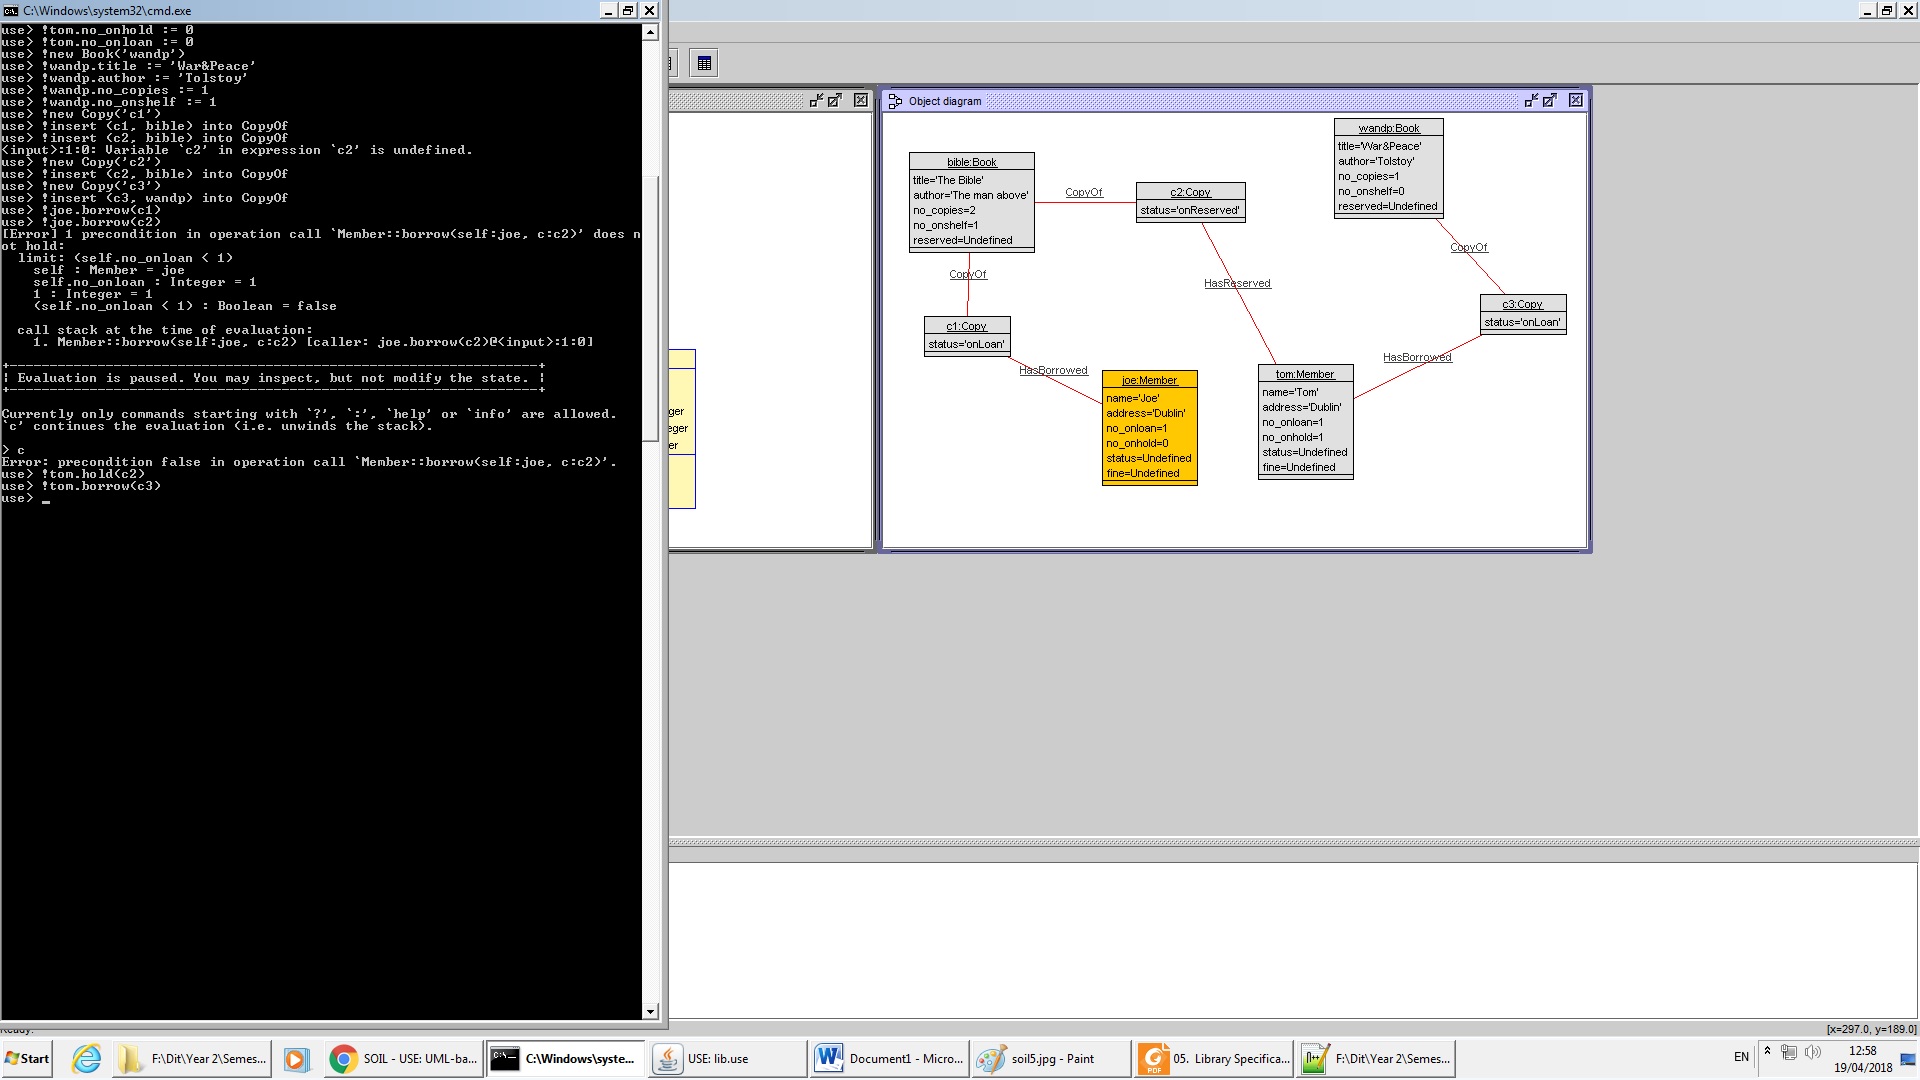 C:\Windows\system32\cmd.exe
use> !tom.no_onhold := 0
use> !tom.no_onloan := 0
use> !new Book('wandp')
use> !wandp.title := 'War&Peace'
use> !wandp.author := 'Tolstoy'
use> !wandp.no_copies := 1
use> !wandp.no_onshelf := 1
use> !new Copy('c1')
use> !insert (c1, bible) into CopyOf
use> !insert (c2, bible) into CopyOf
<input>:1:0: Variable `c2' in expression `c2' is undefined.
use> !new Copy('c2')
use> !insert (c2, bible) into CopyOf
use> !new Copy('c3')
use> !insert (c3, wandp) into CopyOf
use> !joe.borrow(c1)
use> !joe.borrow(c2)
[Error] 1 precondition in operation call `Member::borrow(self:joe, c:c2)' does n
ot hold:
limit: (self.no_onloan < 1)
self : Member = joe
self.no_onloan : Integer = 1
1 : Integer = 1
(self.no_onloan < 1) : Boolean = false
call stack at the time of evaluation:
1. Member::borrow(self:joe, c:c2) [caller: joe.borrow(c2)@<input>:1:0]
+------------------------------------------------------------------+
| Evaluation is paused. You may inspect, but not modify the state. |
+------------------------------------------------------------------+
Currently only commands starting with `?', `:', `help' or `info' are allowed.
`c' continues the evaluation (i.e. unwinds the stack).
> c
Error: precondition false in operation call `Member::borrow(self:joe, c:c2)'.
use> !tom.hold(c2)
use> !tom.borrow(c3)
use> _
ger
eger
er
Object diagram
bible:Book
title='The Bible'
author='The man above'
no_copies=2
no_onshelf=1
reserved=Undefined
CopyOf
c2:Copy
status='onReserved'
wandp:Book
title='War&Peace'
author='Tolstoy'
no_copies=1
no_onshelf=0
reserved=Undefined
CopyOf
CopyOf
HasReserved
c1:Copy
status='onLoan'
c3:Copy
status='onLoan'
HasBorrowed
HasBorrowed
joe:Member
name='Joe'
address='Dublin'
no_onloan=1
no_onhold=0
status=Undefined
fine=Undefined
tom:Member
name='Tom'
address='Dublin'
no_onloan=1
no_onhold=1
status=Undefined
fine=Undefined
Ready.
[x=297.0, y=189.0]
Start
F:\Dit\Year 2\Semes...
SOIL - USE: UML-ba...
C:\Windows\syste...
USE: lib.use
Document1 - Micro...
soil5.jpg - Paint
05. Library Specifica...
F:\Dit\Year 2\Semes...
EN
12:58
19/04/2018